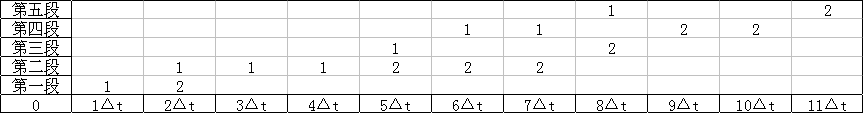 第五段 1 2
第四段 1 1 2 2
第三段 1 2
第二段 1 1 1 2 2 2
第一段 1 2
0 1△t 2△t 3△t 4△t 5△t 6△t 7△t 8△t 9△t 10△t 11△t